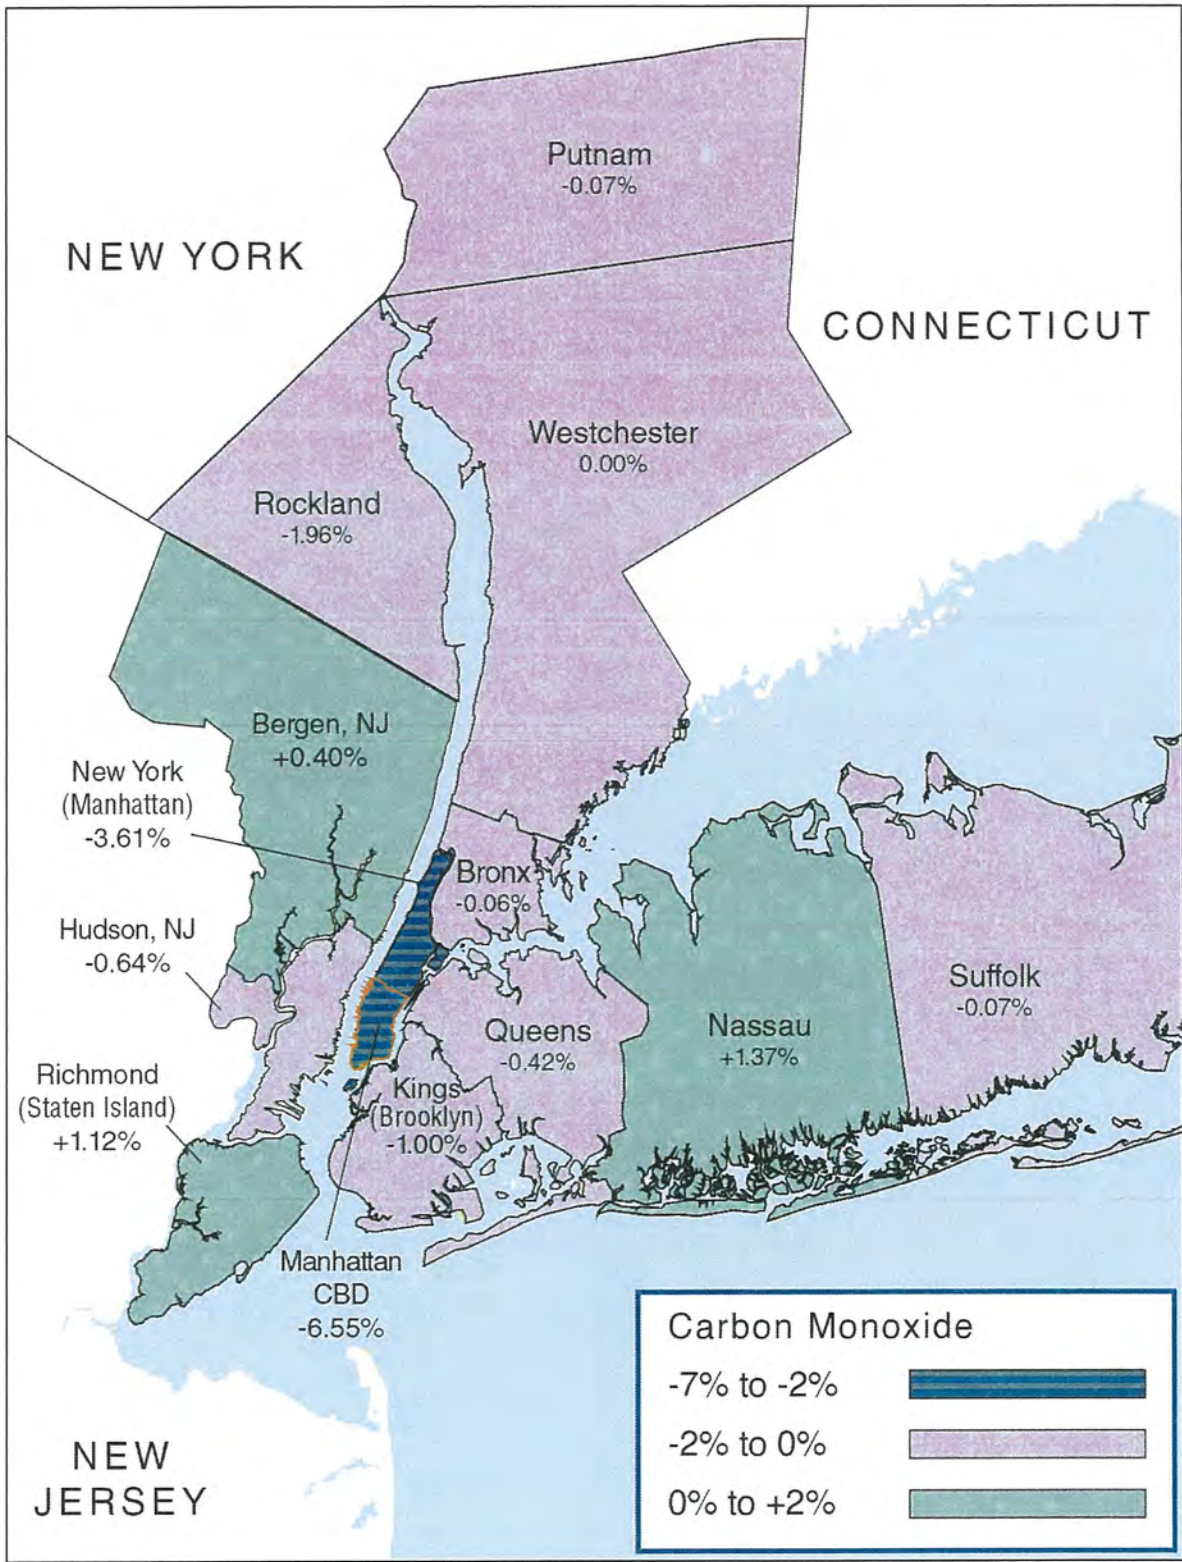 Putnam
-0.07%
NEW YORK
CONNECTICUT
Westchester
0.00%
Rockland
-1.96%
Bergen, NJ
+0.40%
New York
(Manhattan)
-3.61%
Bronx
-0.06%
Hudson, NJ
-0.64%
Suffolk
-0.07%
Nassau
+1.37%
Queens
-0.42%
Richmond
(Staten Island)
+1.12%
Kings
(Brooklyn)
-1.00%
Manhattan
CBD
-6.55%
NEW
JERSEY
Carbon Monoxide
-7% to -2%
-2% to 0%
0% to +2%